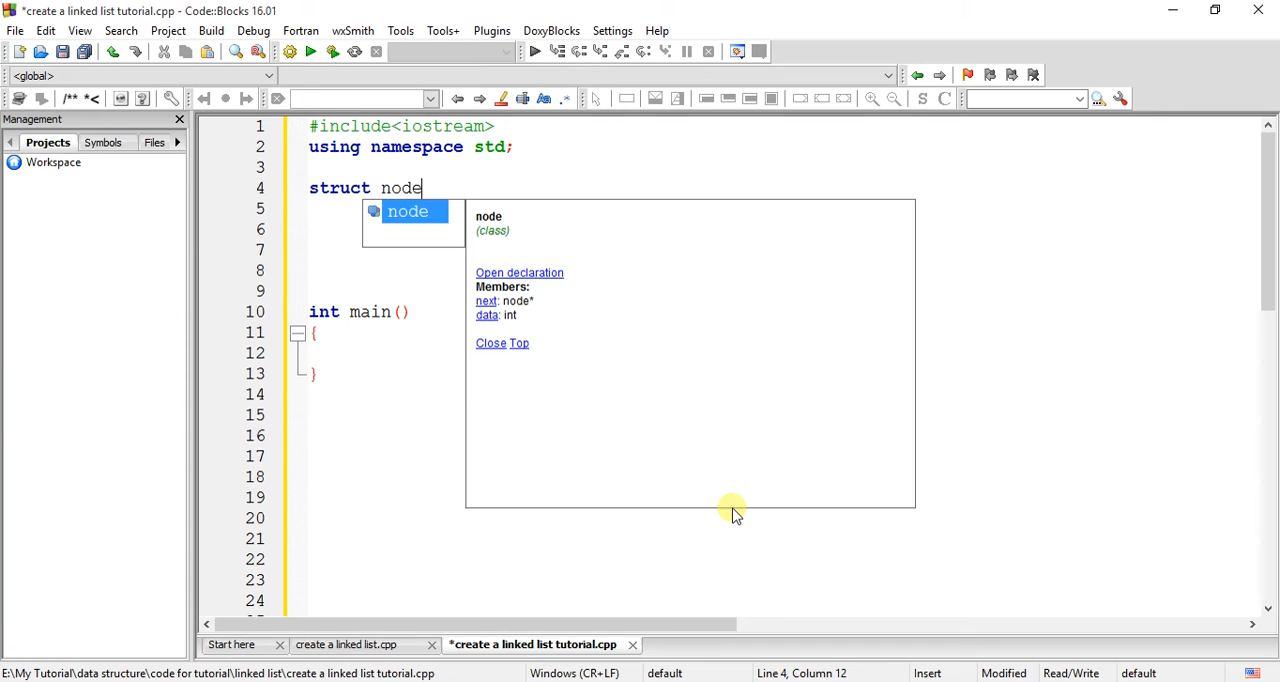 *create a linked list tutorial.cpp - Code::Blocks 16.01
File Edit View Search Project Build Debug Fortran wxSmith Tools Tools+ Plugins DoxyBlocks Settings Help
<global>
/** *<
S C
Management
Projects Symbols Files
Workspace
1 #include<iostream>
2 using namespace std;
3
4 struct node
5
6
7
8
9
10 int main()
11 {
12
13 }
14
15
16
17
18
19
20
21
22
23
24
node
node
(class)
Open declaration
Members:
next: node*
data: int
Close Top
Start here create a linked list.cpp *create a linked list tutorial.cpp
E:\My Tutorial\data structure\code for tutorial\linked list\create a linked list tutorial.cpp Windows (CR+LF) default Line 4, Column 12 Insert Modified Read/Write default